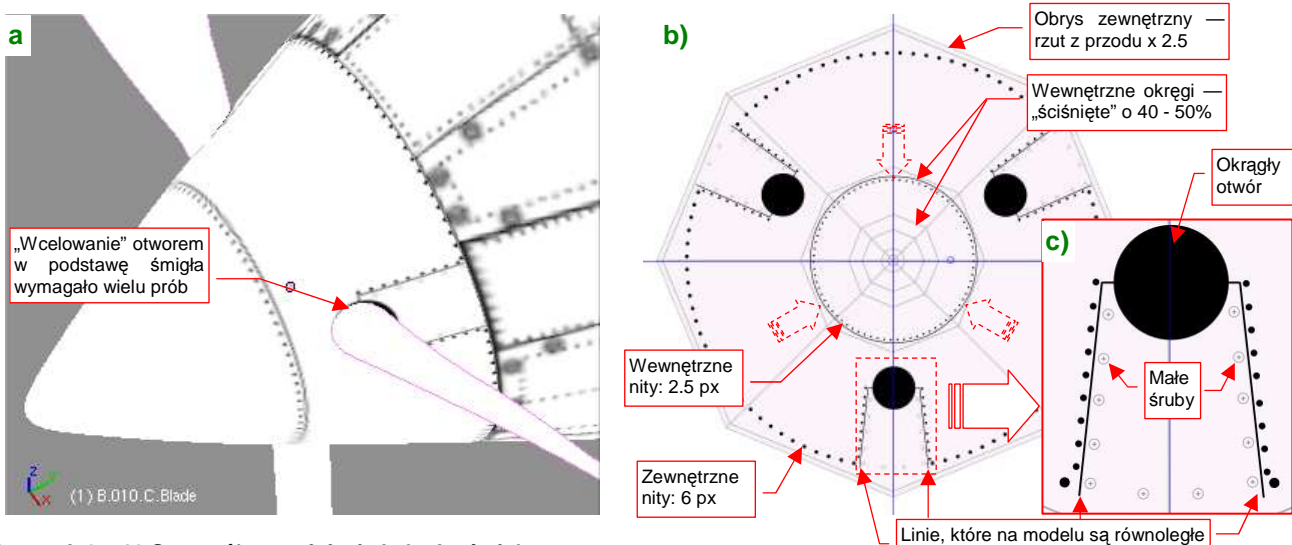 a
„Wcelowanie” otworem
w podstawę śmigła
wymagało wielu prób
z
x
(1) B.010.C.Blade
b)
Obrys zewnętrzny —
rzut z przodu x 2.5
Wewnętrzne okręgi —
„ściśnięte” o 40 - 50%
Okrągły
otwór
c)
Wewnętrzne
nity: 2.5 px
Małe
śruby
Zewnętrzne
nity: 6 px
Linie, które na modelu są równoległe